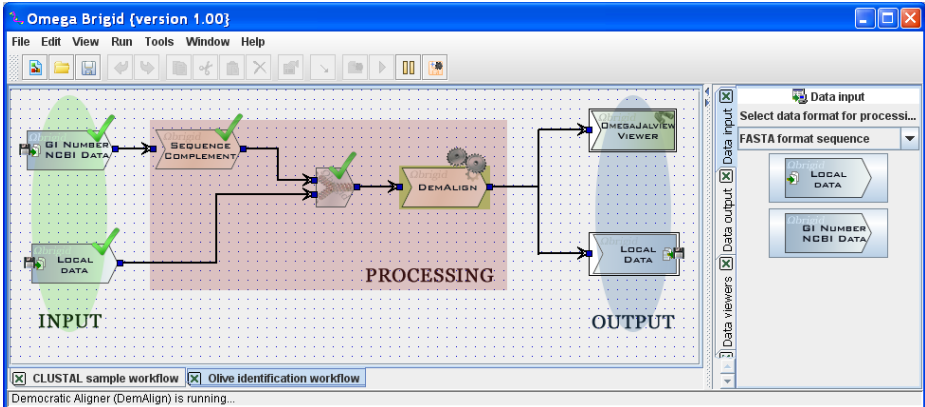 Omega Brigid {version 1.00}
File Edit View Run Tools Window Help
GI Number
NCBI Data
Sequence
Complement
Local
data
DemAlign
PROCESSING
INPUT
OmegaJalview
Viewer
Local
Data
OUTPUT
Data input
Data output
Data viewers
Data input
Select data format for processi...
FASTA format sequence
Obrigid
Local
data
Obrigid
GI Number
NCBI Data
CLUSTAL sample workflow
Olive identification workflow
Democratic Aligner (DemAlign) is running...